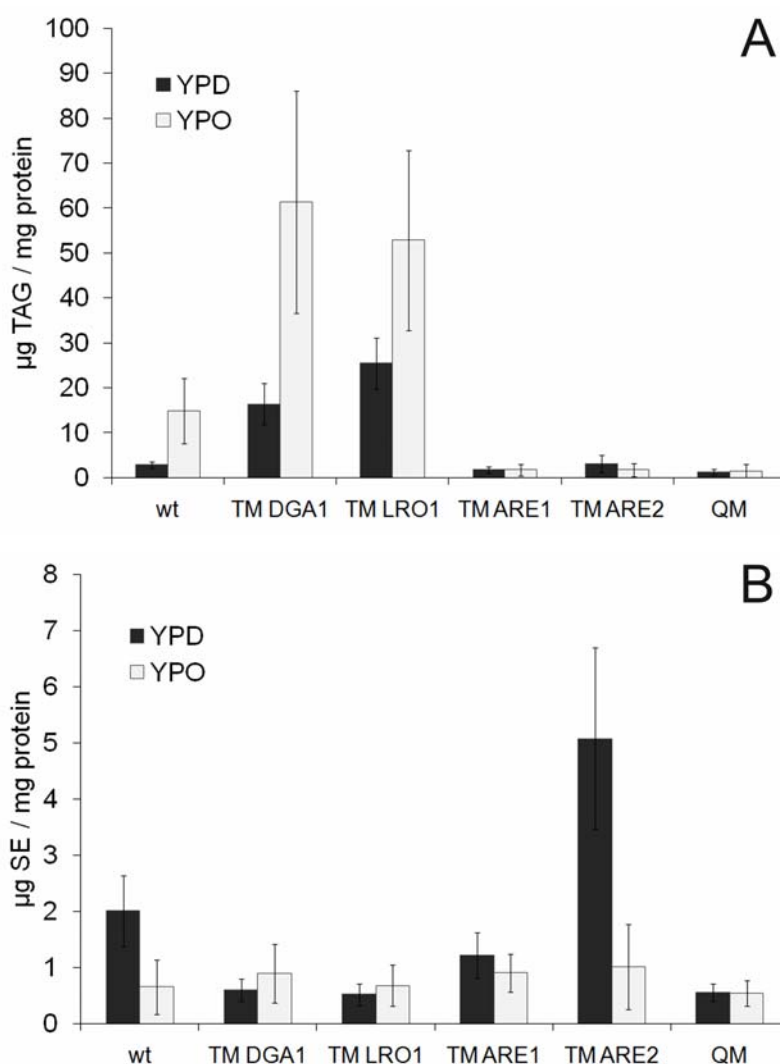 A
100
90
80
70
60
50
40
30
20
10
0
µg TAG / mg protein
YPD
YPO
wt TM DGA1 TM LRO1 TM ARE1 TM ARE2 QM
B
8
7
6
5
4
3
2
1
0
µg SE / mg protein
YPD
YPO
wt TM DGA1 TM LRO1 TM ARE1 TM ARE2 QM